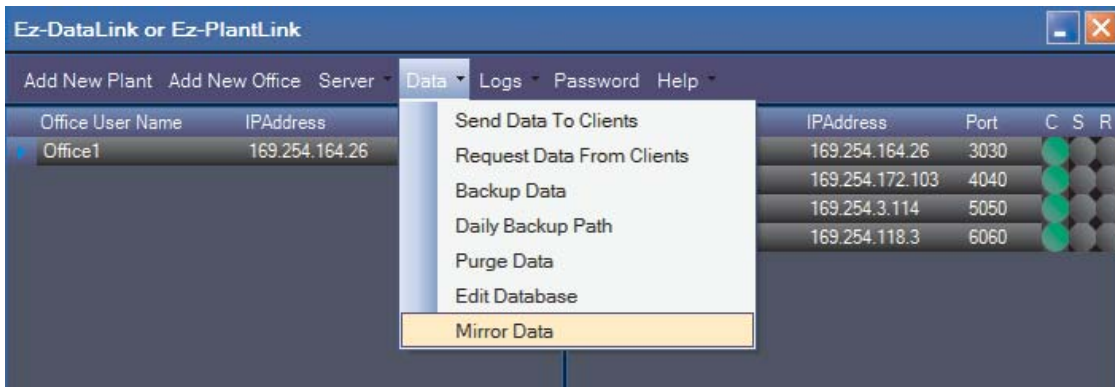 Ez-DataLink or Ez-PlantLink
Add New Plant Add New Office Server Data Logs Password Help
Office User Name IPAddress IPAddress Port C S R
Office1 169.254.164.26 169.254.164.26 3030
169.254.172.103 4040
169.254.3.114 5050
169.254.118.3 6060
Send Data To Clients
Request Data From Clients
Backup Data
Daily Backup Path
Purge Data
Edit Database
Mirror Data